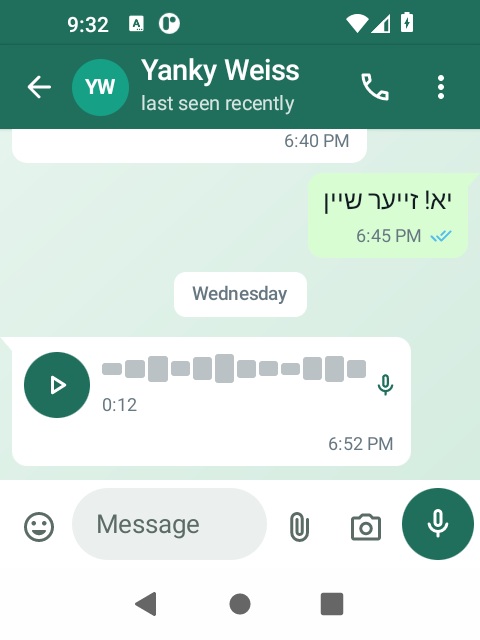 9:32
A
YW
Yanky Weiss
last seen recently
6:40 PM
יא! זייער שיין
6:45 PM
Wednesday
0:12
6:52 PM
Message